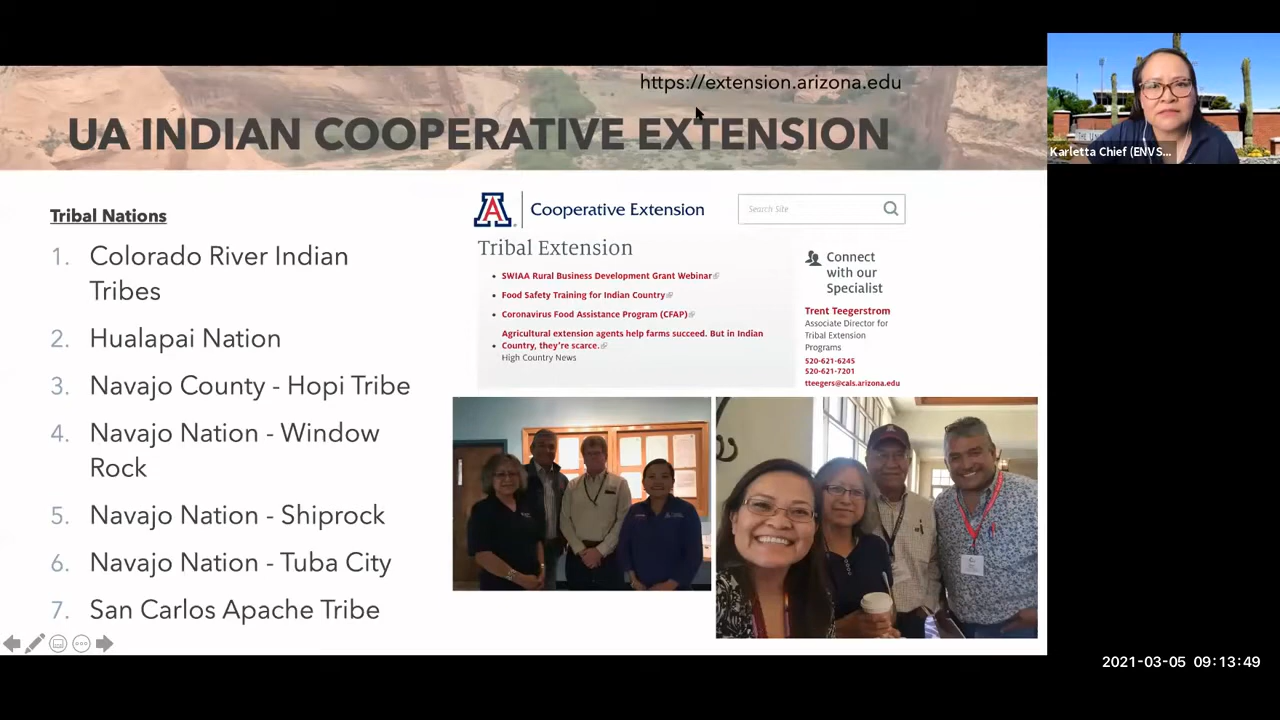 https://extension.arizona.edu
UA INDIAN COOPERATIVE EXTENSION
Tribal Nations
1. Colorado River Indian
Tribes
2. Hualapai Nation
3. Navajo County - Hopi Tribe
4. Navajo Nation - Window
Rock
5. Navajo Nation - Shiprock
6. Navajo Nation - Tuba City
7. San Carlos Apache Tribe
A
Cooperative Extension
Search Site
Tribal Extension
• SWIAA Rural Business Development Grant Webinar
• Food Safety Training for Indian Country
• Coronavirus Food Assistance Program (CFAP)
Agricultural extension agents help farms succeed. But in Indian
• Country, they're scarce.
High Country News
Connect
with our
Specialist
Trent Teegerstrom
Associate Director for
Tribal Extension
Programs
520-621-6245
520-621-7201
tteegers@cals.arizona.edu
Karletta Chief (ENVS...
2021-03-05 09:13:49